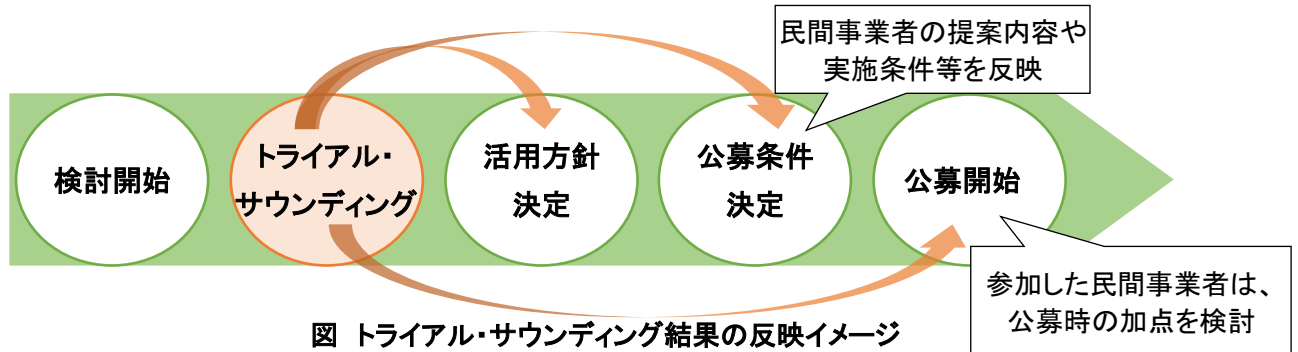 民間事業者の提案内容や
実施条件等を反映
検討開始
トライアル・
サウンディング
活用方針
決定
公募条件
決定
公募開始
参加した民間事業者は、
公募時の加点を検討
図 トライアル・サウンディング結果の反映イメージ